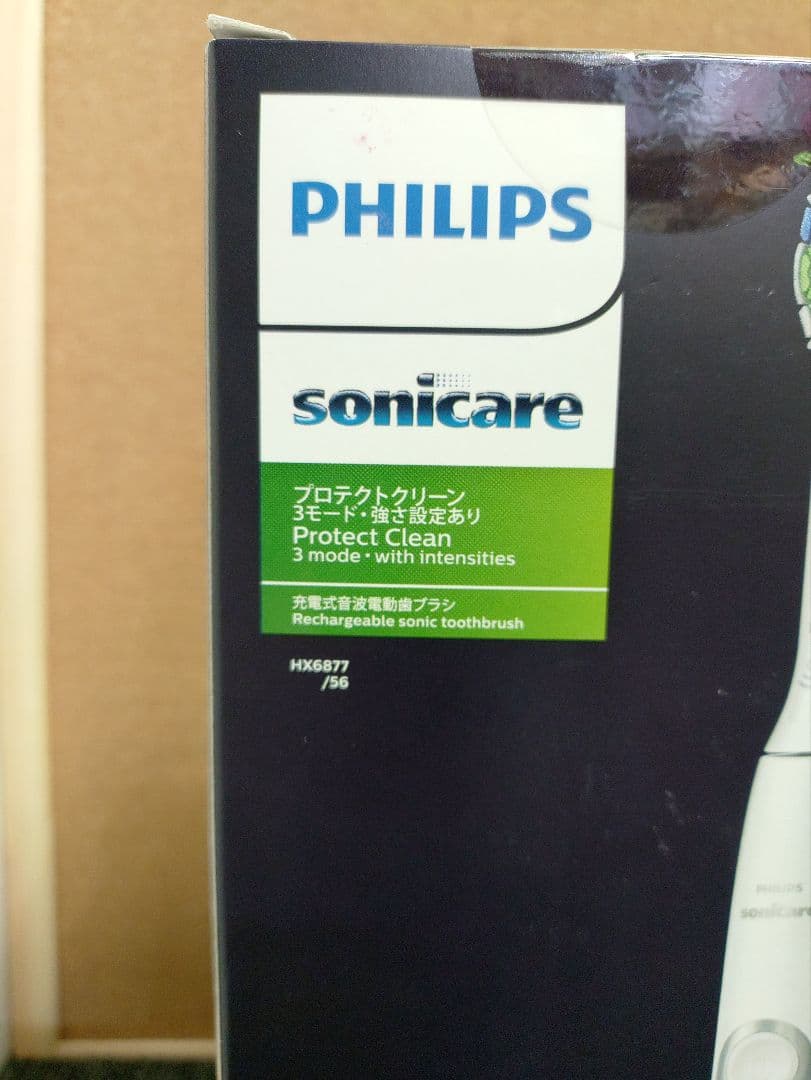 PHILIPS
sonicare
プロテクトクリーン
3モード・強さ設定あり
Protect Clean
3 mode・with intensities
充電式音波電動歯ブラシ
Rechargeable sonic toothbrush
HX6877
/56
PHILIPS
sonicare